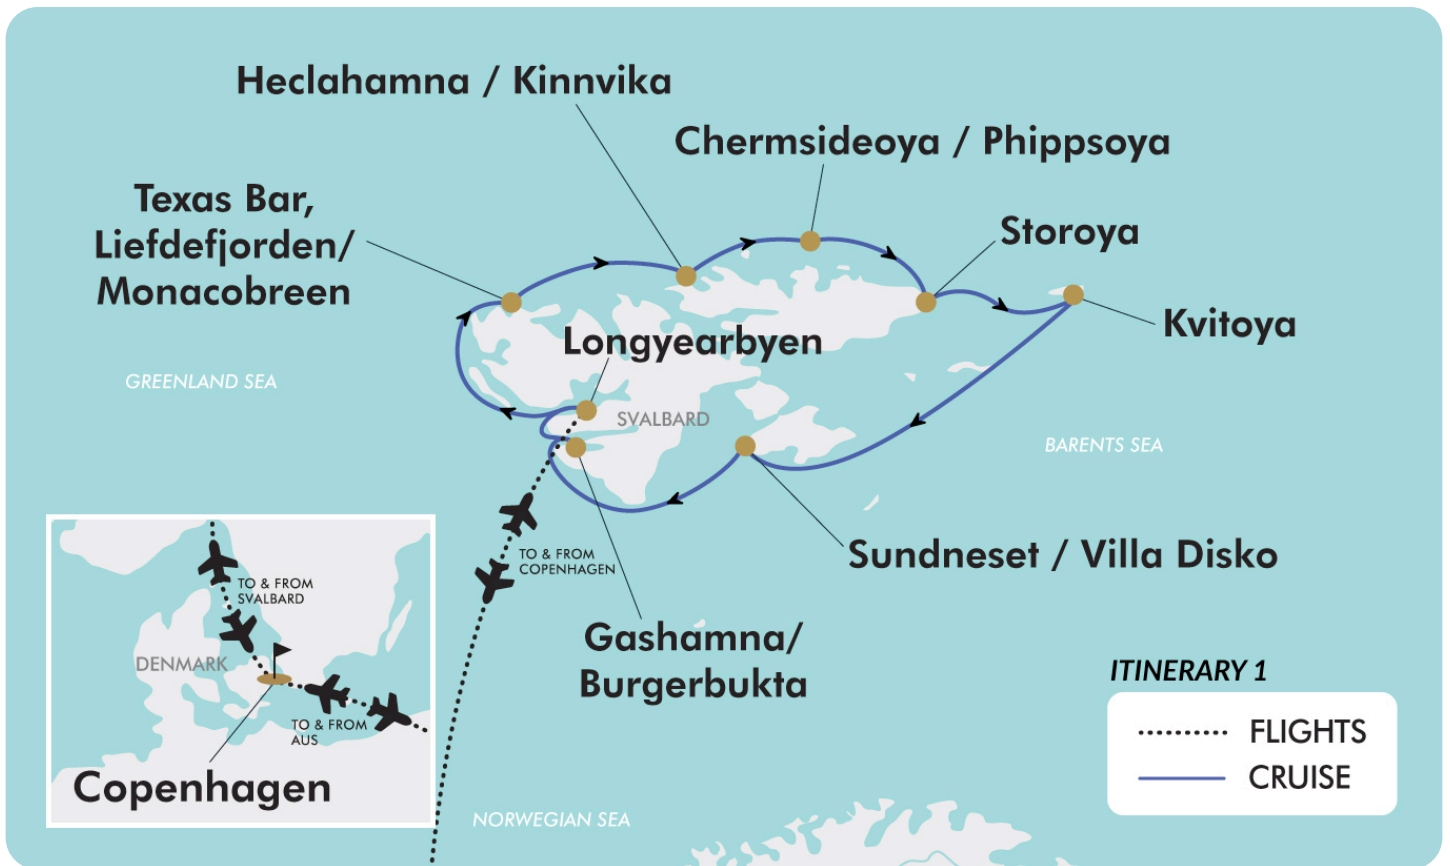 Heclahamna / Kinnvika
Chermsideoya / Phippsoya
Texas Bar,
Liefdefjorden/
Monacobreen
Storoya
Kvitoya
Longyearbyen
GREENLAND SEA
SVALBARD
BARENTS SEA
TO & FROM
COPENHAGEN
Sundneset / Villa Disko
Gashamna/
Burgerbukta
TO & FROM
SVALBARD
DENMARK
TO & FROM
AUS
Copenhagen
NORWEGIAN SEA
ITINERARY 1
FLIGHTS
CRUISE